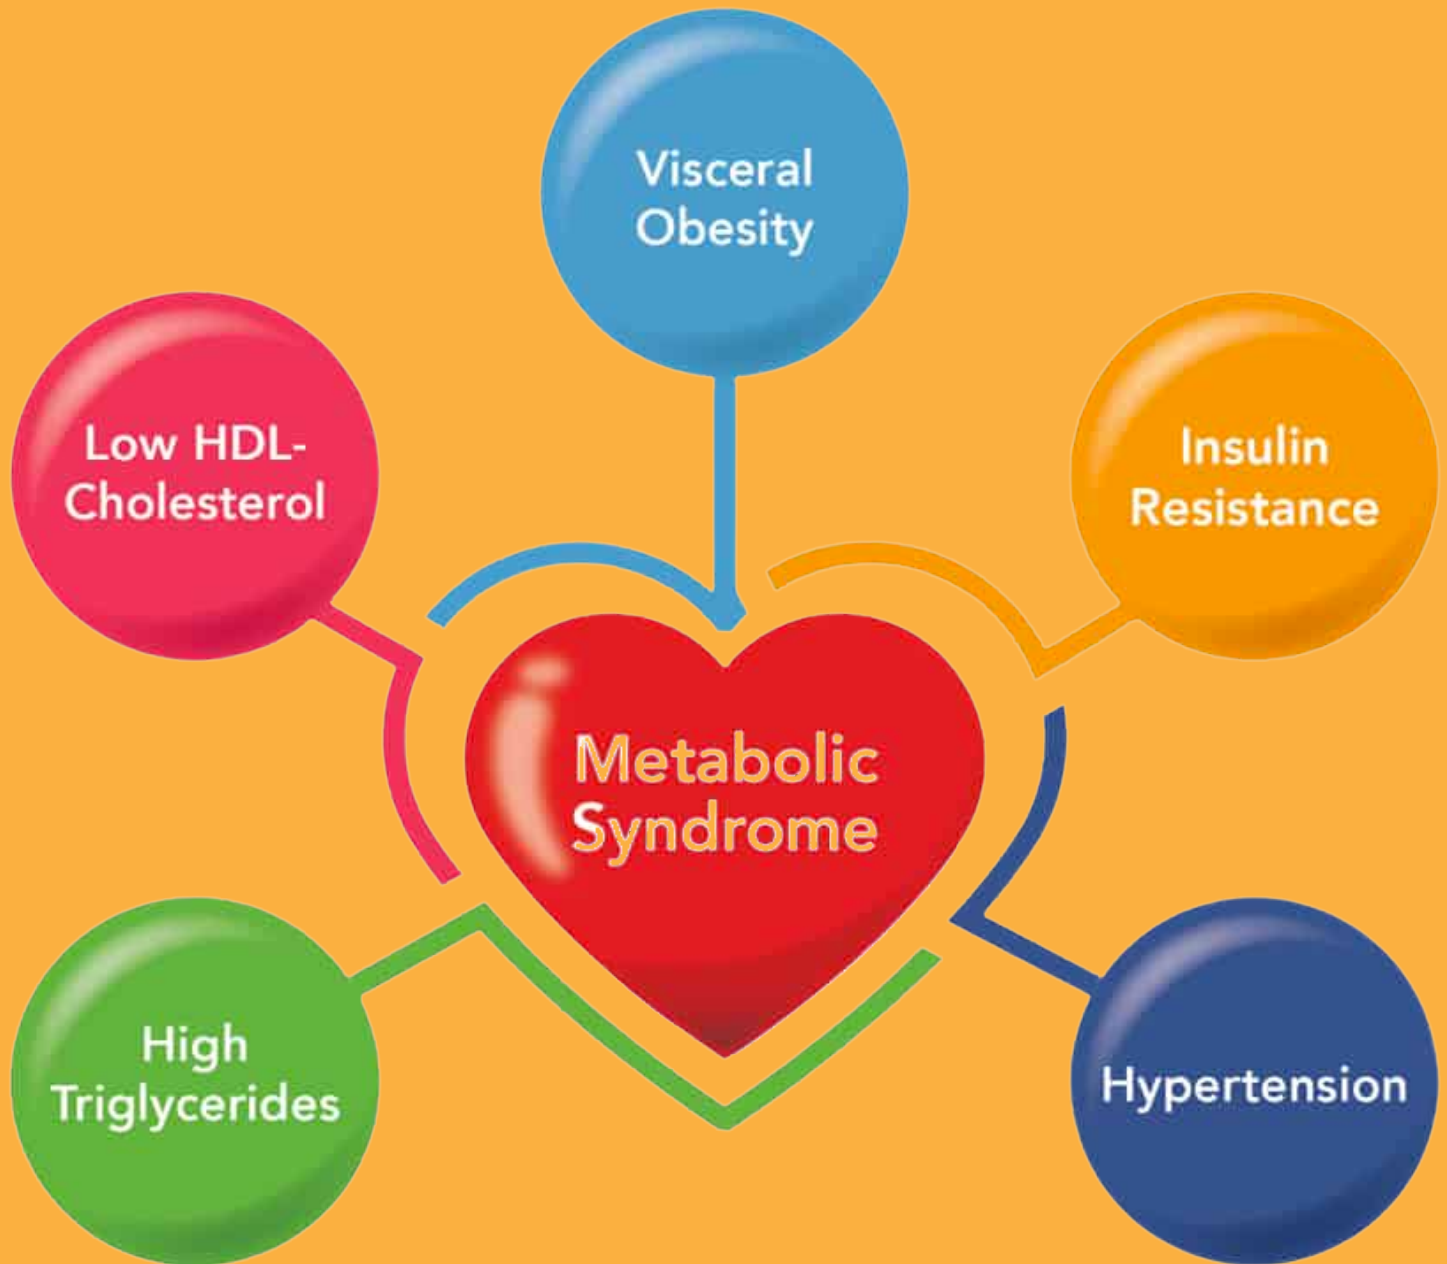 Visceral
Obesity
Low HDL-
Cholesterol
Insulin
Resistance
Metabolic
Syndrome
High
Triglycerides
Hypertension